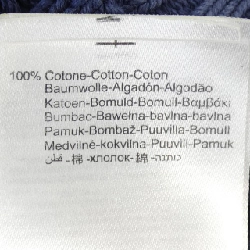 100% Cotone-Cotton-Coton
Baumwolle-Algodón-Algodão
Katoen-Bomuld-Bomull-Βαμβάκι
Bumbac-Bawełna-bavlna-bavlna
Pamuk-Bombaž-Puuvilla-Bomull
Medvilnė-kokvilna-Puuvill-Pamuk
قطن-棉-хлопок-綿-כותנה